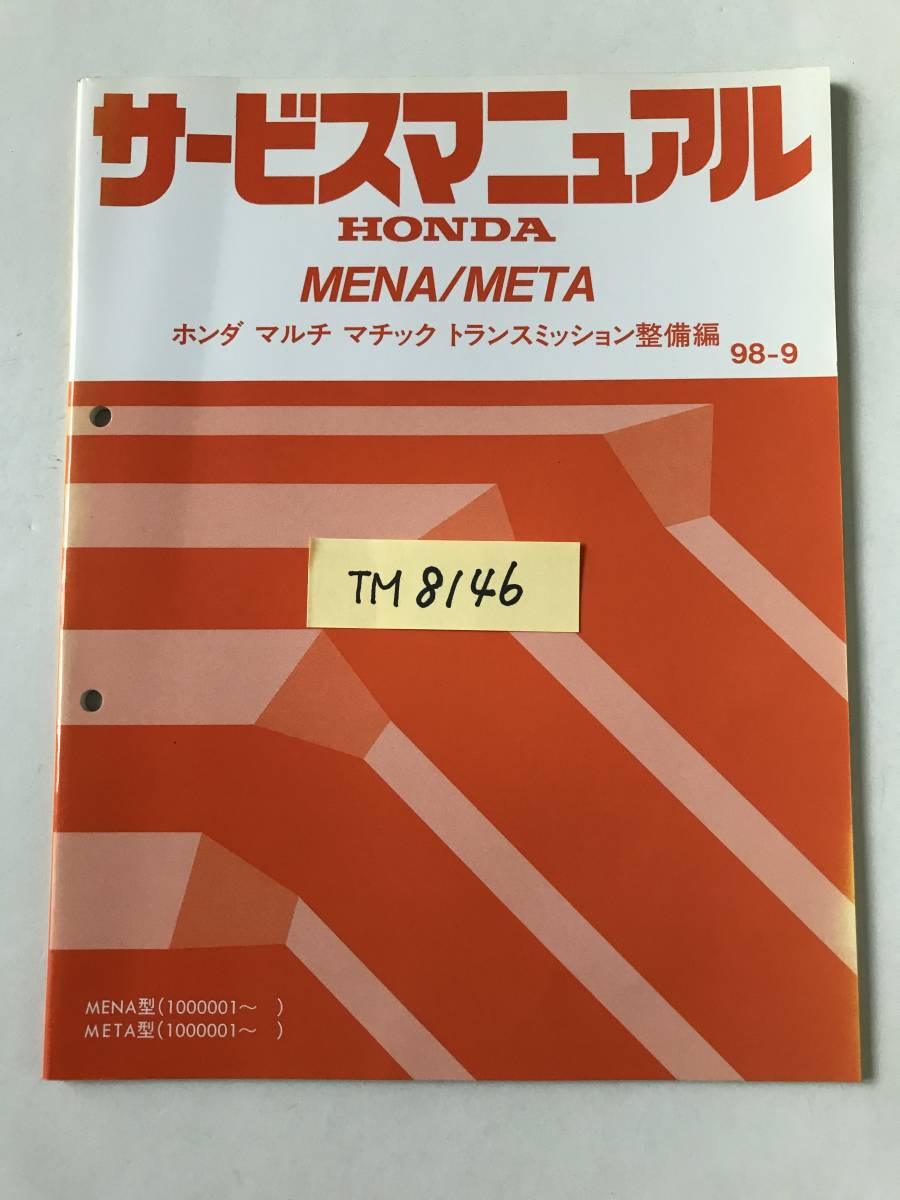 サービスマニュアル
HONDA
MENA/META
ホンダ マルチ マチック トランスミッション整備編
98-9
TM 8146
MENA型(1000001〜　)
META型(1000001〜　)